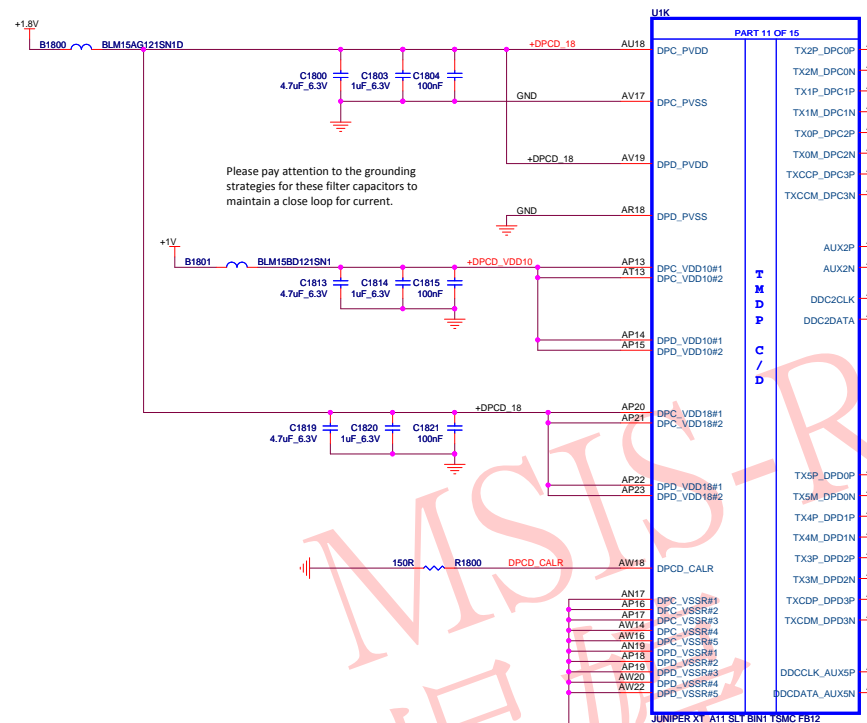 U1K
+1.8V
PART 11 OF 15
B1800 BLM15AG121SN1D +DPCD_18 AU18 DPC_PVDD TX2P_DPC0P
TX2M_DPC0N
C1800 C1803 C1804
4.7uF_6.3V 1uF_6.3V 100nF
GND AV17 DPC_PVSS TX1P_DPC1P
TX1M_DPC1N
TX0P_DPC2P
+DPCD_18 AV19 DPD_PVDD TX0M_DPC2N
Please pay attention to the grounding
strategies for these filter capacitors to
maintain a close loop for current.
TXCCP_DPC3P
TXCCM_DPC3N
GND AR18 DPD_PVSS
+1V
AUX2P
B1801 BLM15BD121SN1 +DPCD_VDD10 AP13 DPC_VDD10#1 AUX2N
AT13 DPC_VDD10#2
C1813 C1814 C1815
4.7uF_6.3V 1uF_6.3V 100nF
DDC2CLK
DDC2DATA
AP14 DPD_VDD10#1
AP15 DPD_VDD10#2
TMDP C/D
+DPCD_18 AP20 DPC_VDD18#1
AP21 DPC_VDD18#2
C1819 C1820 C1821
4.7uF_6.3V 1uF_6.3V 100nF
AP22 DPD_VDD18#1 TX5P_DPD0P
AP23 DPD_VDD18#2 TX5M_DPD0N
TX4P_DPD1P
TX4M_DPD1N
TX3P_DPD2P
150R R1800 DPCD_CALR AW18 DPCD_CALR TX3M_DPD2N
AN17 DPC_VSSR#1 TXCDP_DPD3P
AP16 DPC_VSSR#2
AP17 DPC_VSSR#3 TXCDM_DPD3N
AW14 DPC_VSSR#4
AW16 DPC_VSSR#5
AN19 DPD_VSSR#1
AP18 DPD_VSSR#2
AP19 DPD_VSSR#3 DDCCLK_AUX5P
AW20 DPD_VSSR#4
AW22 DPD_VSSR#5 DDCDATA_AUX5N
JUNIPER XT A11 SLT BIN1 TSMC FB12
MSIS-R